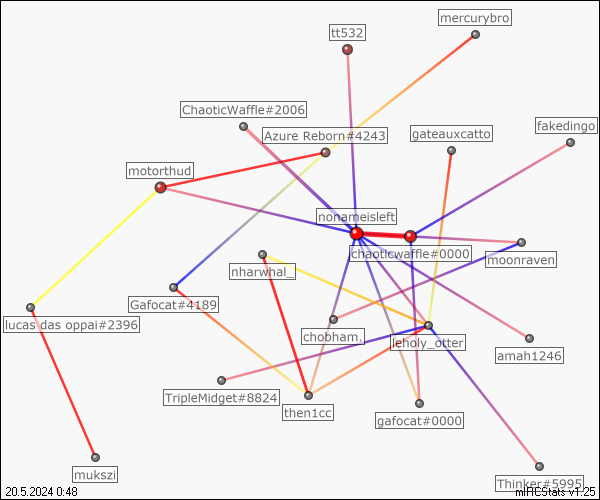 mercurybro
tt532
ChaoticWaffle#2006
fakedingo
Azure Reborn#4243
gateauxcatto
motorthud
nonameisleft
chaoticwaffle#0000
moonraven
nharwhal_
Gafocat#4189
lucas das oppai#2396
chobham.
leholy_otter
amah1246
TripleMidget#8824
then1cc
gafocat#0000
mukszi
Thinker#5995
20.5.2024 0:48
mIRCStats v1.25